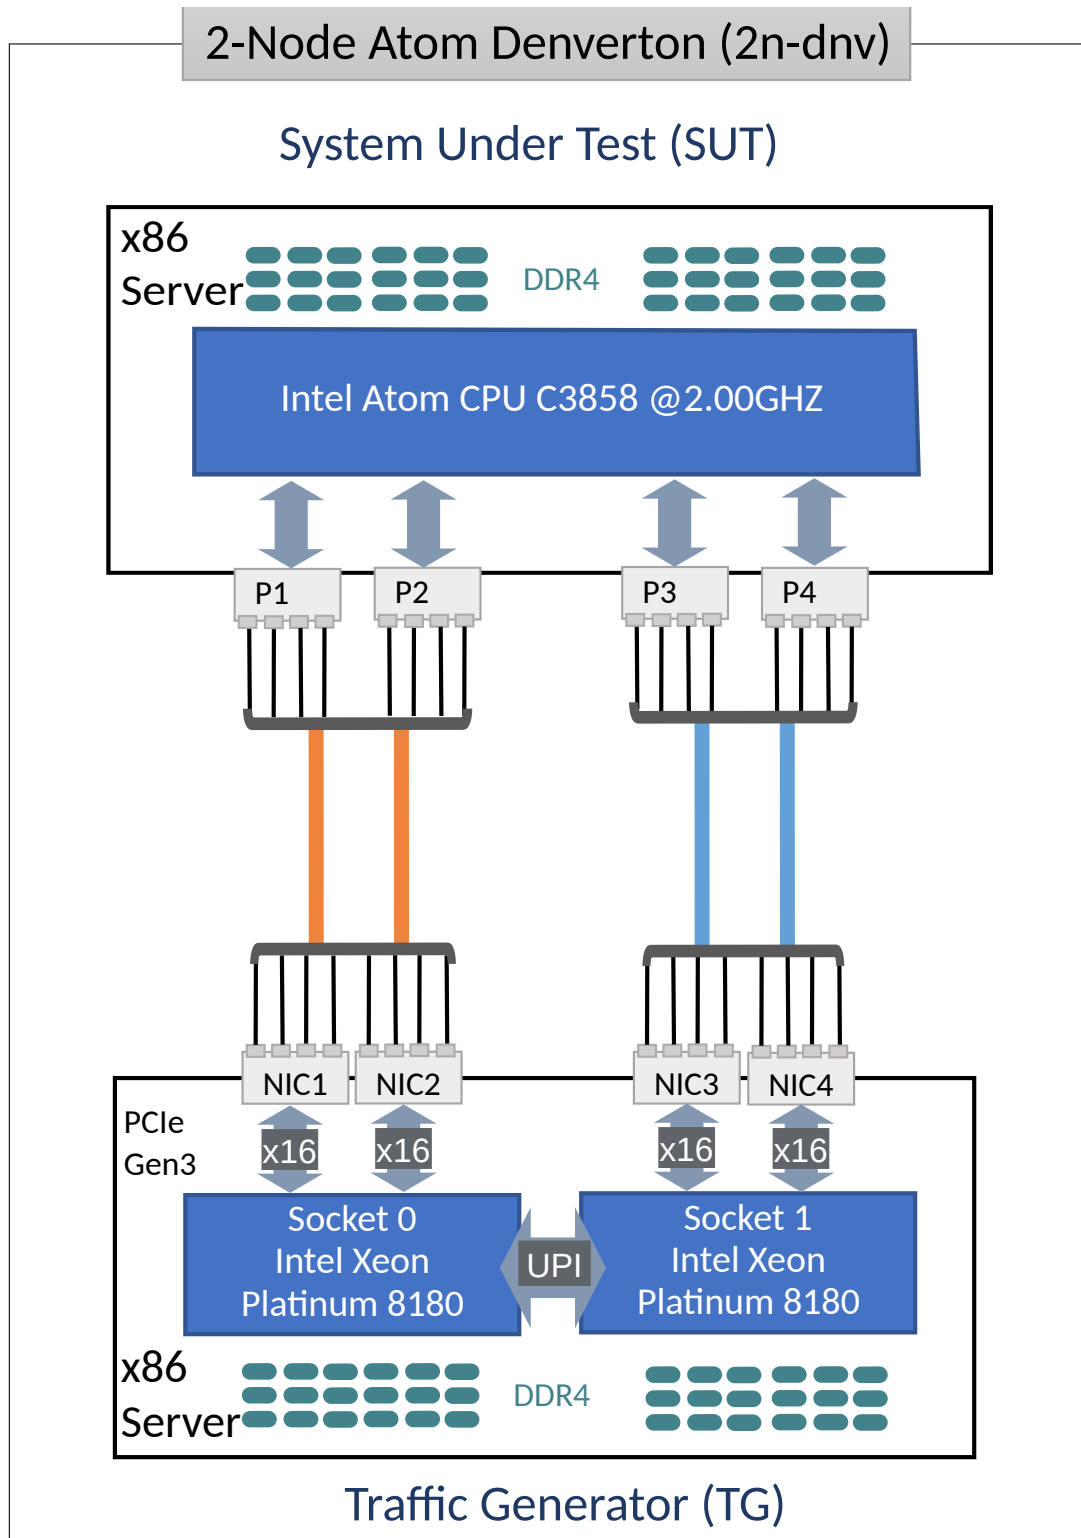 2-Node Atom Denverton (2n-dnv)
System Under Test (SUT)
x86
Server
DDR4
Intel Atom CPU C3858 @2.00GHZ
P1
P2
P3
P4
NIC1
NIC2
NIC3
NIC4
PCIe
Gen3
x16
x16
x16
x16
Socket 0
Intel Xeon
Platinum 8180
UPI
Socket 1
Intel Xeon
Platinum 8180
x86
Server
DDR4
Traffic Generator (TG)